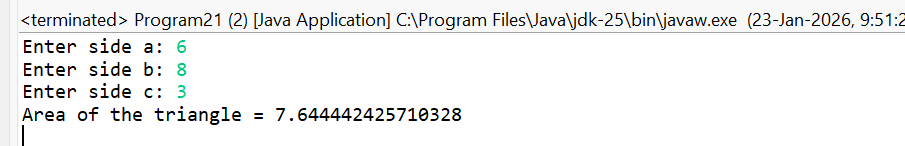 <terminated> Program21 (2) [Java Application] C:\Program Files\Java\jdk-25\bin\javaw.exe (23-Jan-2026, 9:51:2
Enter side a: 6
Enter side b: 8
Enter side c: 3
Area of the triangle = 7.644442425710328